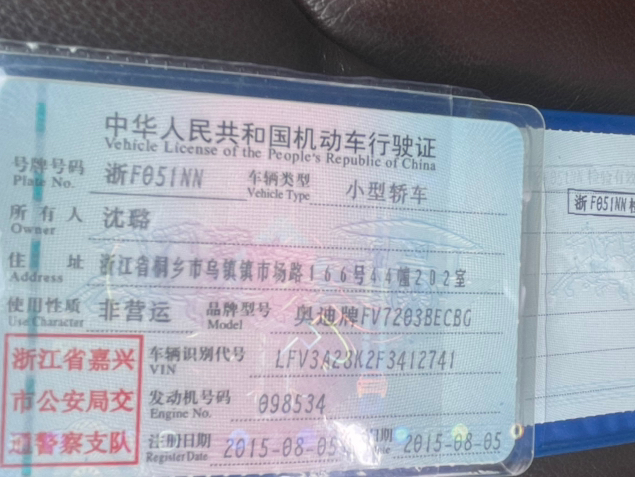 中华人民共和国机动车行驶证
Vehicle License of the People's Republic of China
号牌号码 浙F051NN 车辆类型 小型轿车
Plate No. Vehicle Type
所有人 沈璐
Owner
住址 浙江省桐乡市乌镇镇市场路166号44幢202室
Address
使用性质 非营运 品牌型号 奥迪牌FV7203BECBG
Use Character Model
浙江省嘉兴
市公安局交
通警察支队
车辆识别代号 LFV3A28K2F3412741
VIN
发动机号码 098534
Engine No.
注册日期 2015-08-05 日期 2015-08-05
Register Date
浙F051NN